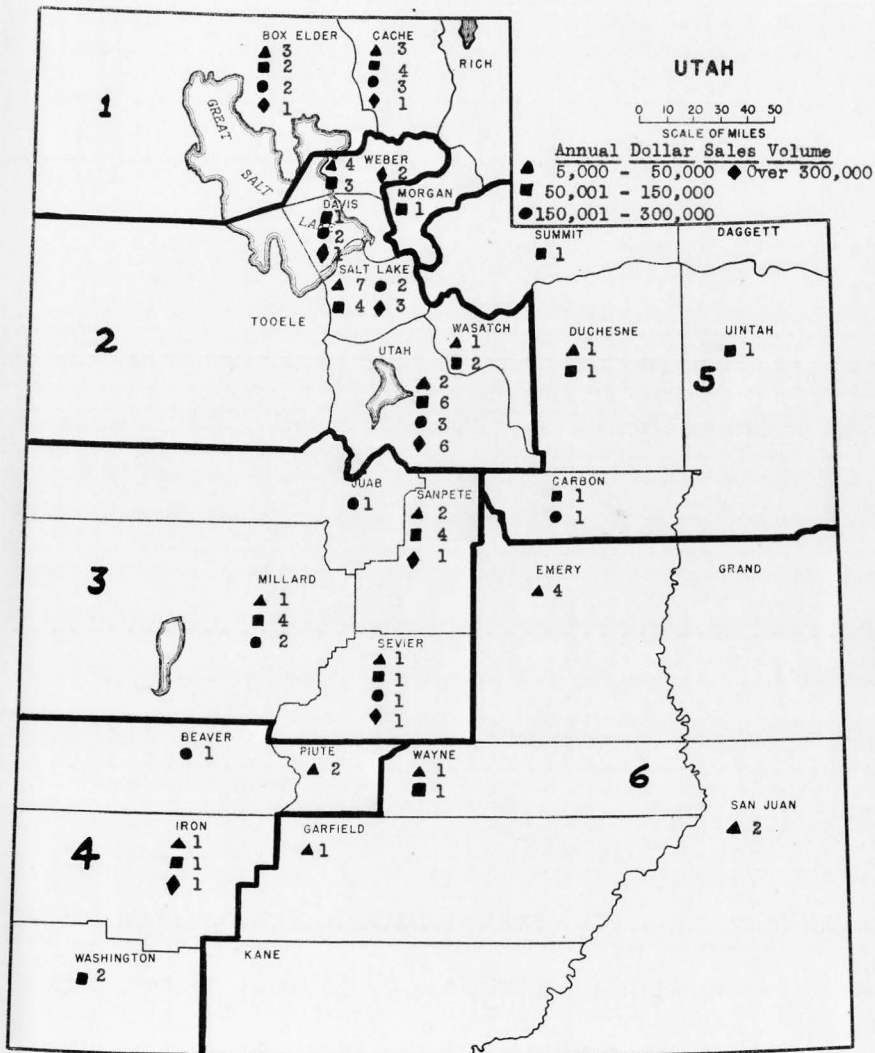 BOX ELDER
▲ 3
■ 2
● 2
◆ 1
CACHE
▲ 3
■ 4
● 3
◆ 1
RICH
UTAH
0 10 20 30 40 50
SCALE OF MILES
Annual Dollar Sales Volume
▲ 5,000 - 50,000 ◆ Over 300,000
■ 50,001 - 150,000
● 150,001 - 300,000
1
GREAT
SALT
LAKE
WEBER
▲ 4
■ 3
◆ 2
MORGAN
■ 1
DAVIS
■ 1
● 2
◆ 1
SUMMIT
■ 1
DAGGETT
SALT LAKE
▲ 7 ● 2
■ 4 ◆ 3
TOOELE
2
WASATCH
▲ 1
■ 2
UTAH
▲ 2
■ 6
● 3
◆ 6
DUCHESNE
▲ 1
■ 1
UINTAH
■ 1
5
JUAB
● 1
SANPETE
▲ 2
■ 4
◆ 1
CARBON
■ 1
● 1
3
MILLARD
▲ 1
■ 4
● 2
EMERY
▲ 4
GRAND
SEVIER
▲ 1
■ 1
● 1
◆ 1
BEAVER
● 1
PIUTE
▲ 2
WAYNE
▲ 1
■ 1
6
SAN JUAN
▲ 2
4
IRON
▲ 1
■ 1
◆ 1
GARFIELD
▲ 1
WASHINGTON
■ 2
KANE